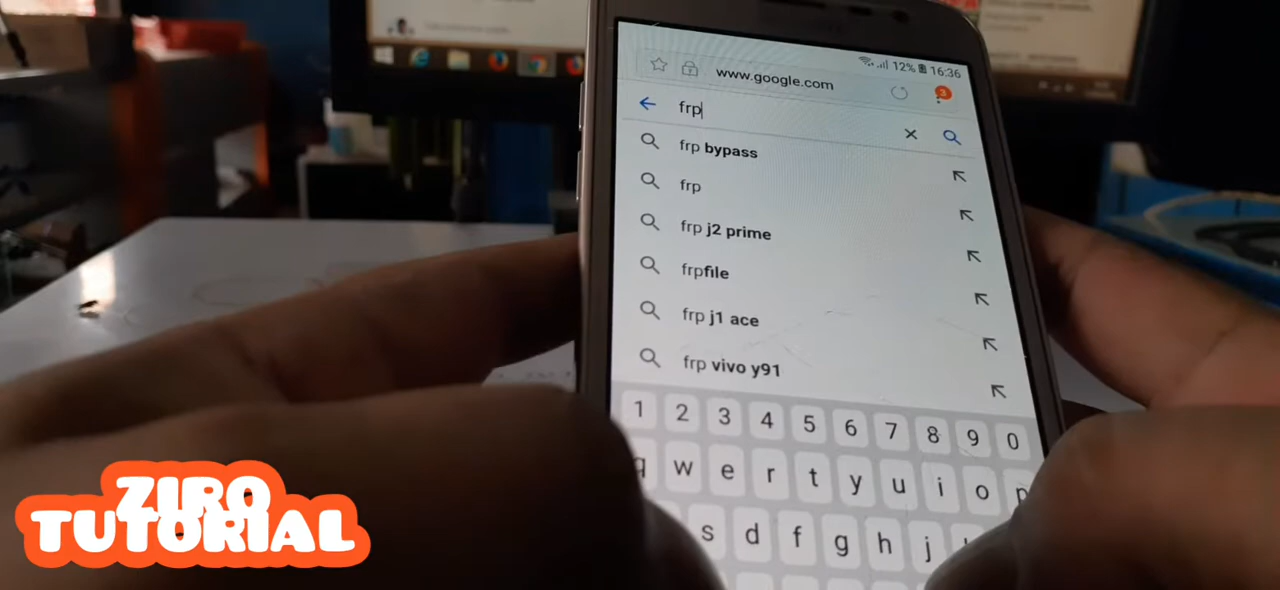 12% 16:36
www.google.com
3
frp
frp bypass
frp
frp j2 prime
frpfile
frp j1 ace
frp vivo y91
1 2 3 4 5 6 7 8 9 0
q w e r t y u i o p
s d f g h j
ZIRO
TUTORIAL